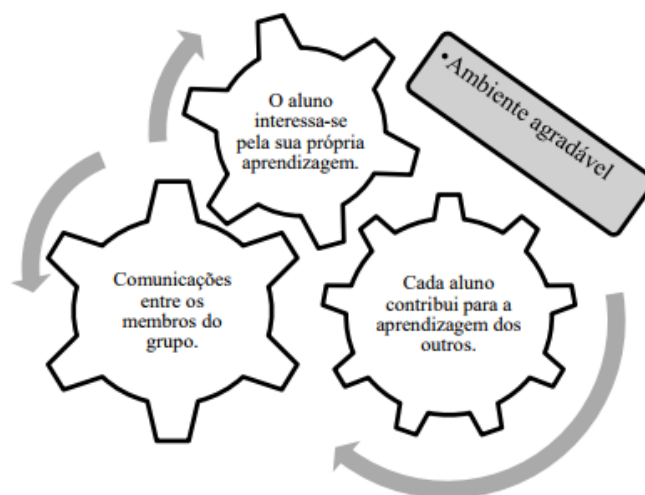 O aluno
interessa-se
pela sua própria
aprendizagem.
•Ambiente agradável
Comunicações
entre os
membros do
grupo.
Cada aluno
contribui para a
aprendizagem dos
outros.